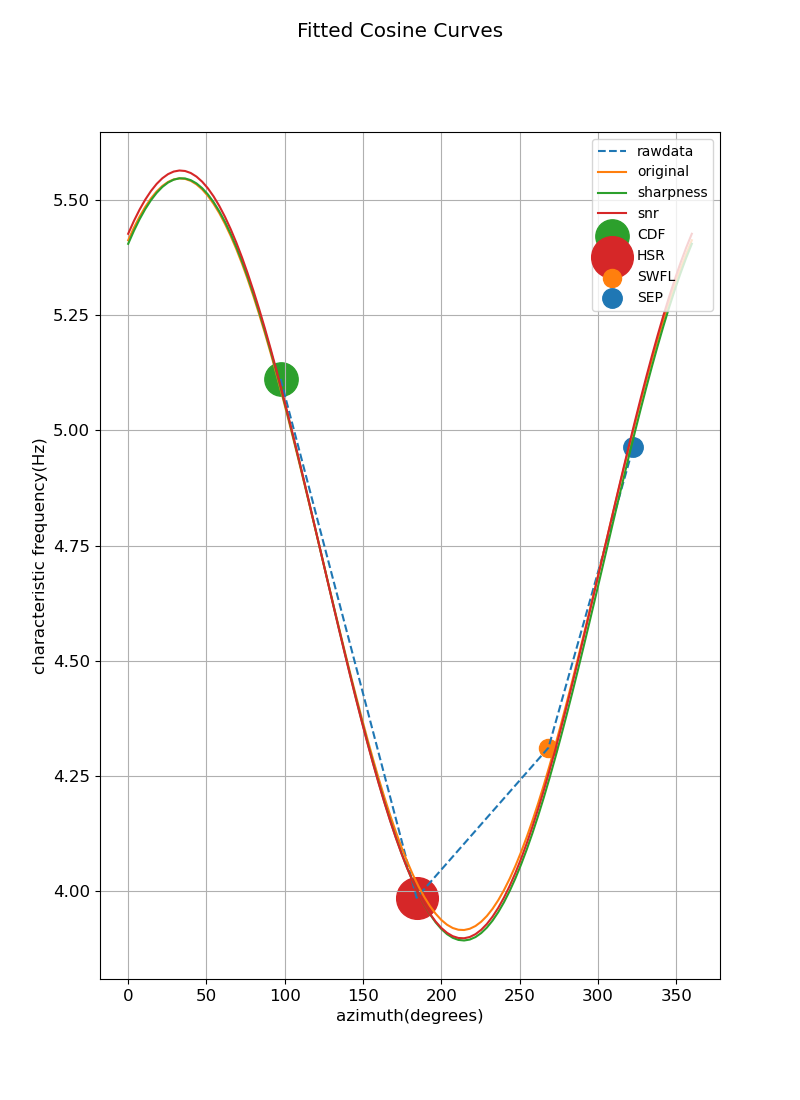 Fitted Cosine Curves
rawdata
original
sharpness
snr
CDF
HSR
SWFL
SEP
5.50
5.25
5.00
4.75
4.50
4.25
4.00
characteristic frequency(Hz)
0 50 100 150 200 250 300 350
azimuth(degrees)